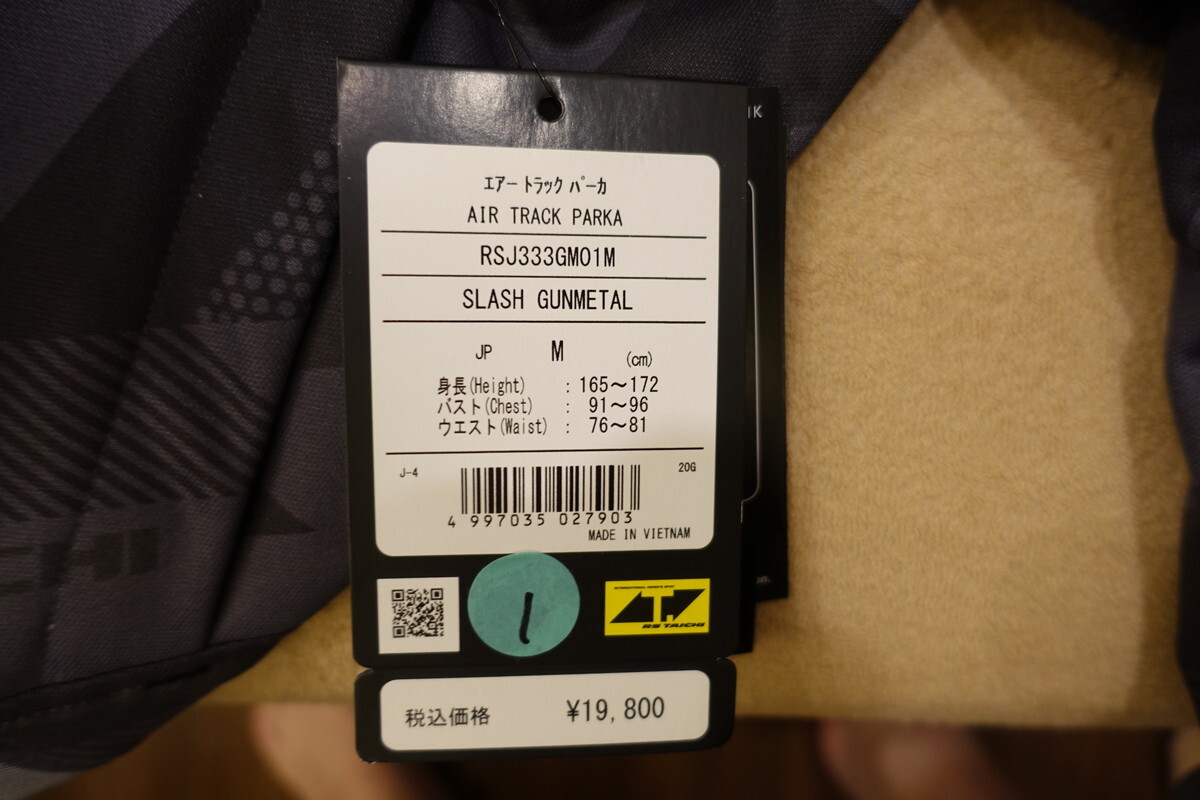 エアー トラック パーカ
AIR TRACK PARKA
RSJ333GM01M
SLASH GUNMETAL
JP M (cm)
身長(Height) : 165～172
バスト(Chest) : 91～96
ウエスト(Waist) : 76～81
J-4 20G
4 997035 027903
MADE IN VIETNAM
1
RS TAICHI
税込価格 ¥19,800